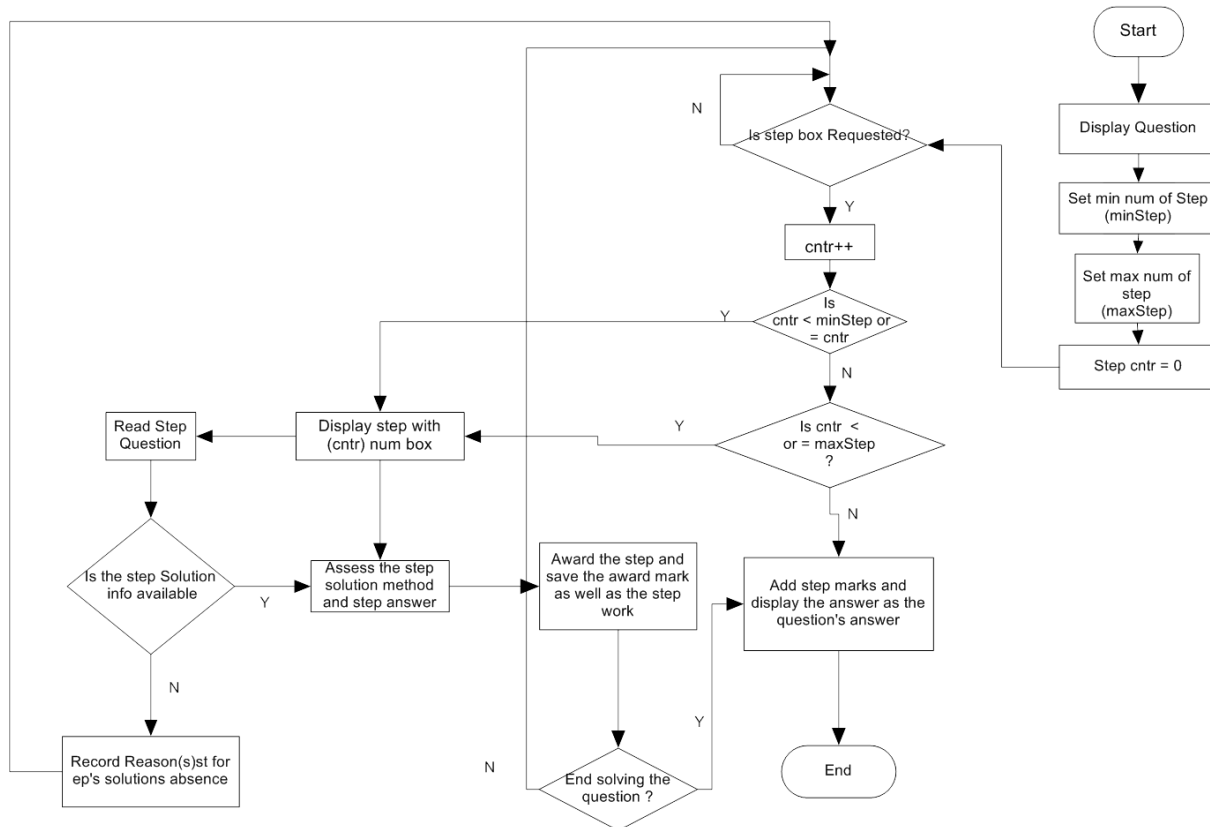 Start
Display Question
Set min num of Step
(minStep)
Set max num of
step
(maxStep)
Step cntr = 0
Is step box Requested?
N
Y
cntr++
Is
cntr < minStep or
= cntr
Y
N
Is cntr  <
or = maxStep
?
Y
N
Display step with
(cntr) num box
Read Step
Question
Is the step Solution
info available
Y
N
Record Reason(s)st for
ep's solutions absence
Assess the step
solution method
and step answer
Award the step and
save the award mark
as well as the step
work
End solving the
question ?
N
Y
Add step marks and
display the answer as the
question's answer
End